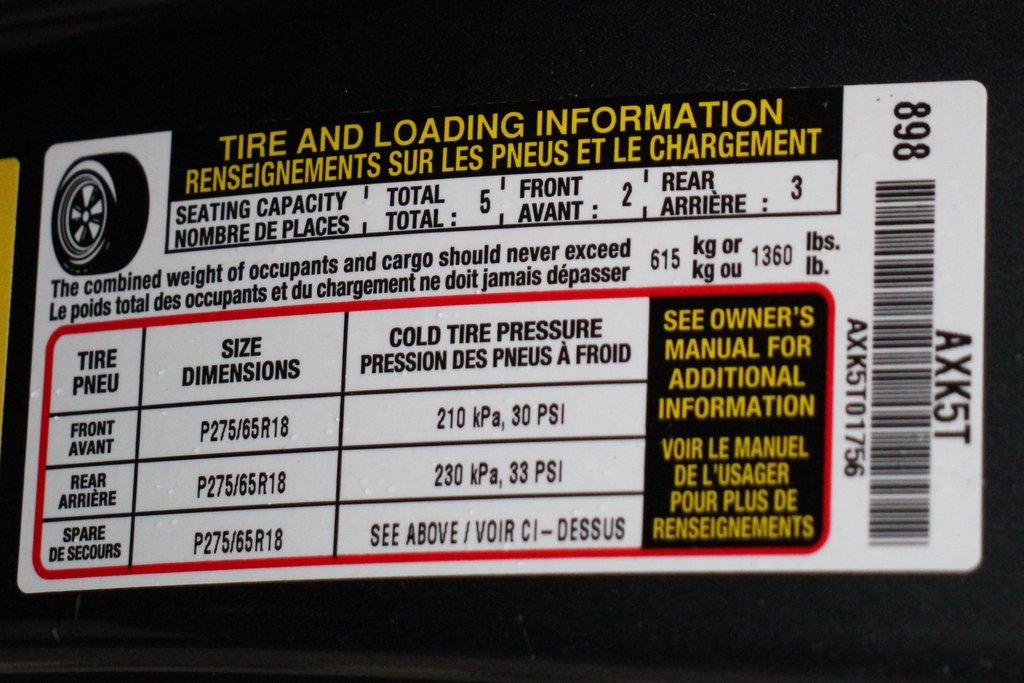 TIRE AND LOADING INFORMATION
RENSEIGNEMENTS SUR LES PNEUS ET LE CHARGEMENT
SEATING CAPACITY TOTAL 5 FRONT 2 REAR 3
NOMBRE DE PLACES TOTAL : AVANT : ARRIÈRE :
The combined weight of occupants and cargo should never exceed 615 kg or 1360 lbs.
Le poids total des occupants et du chargement ne doit jamais dépasser kg ou lb.
TIRE
PNEU
SIZE
DIMENSIONS
COLD TIRE PRESSURE
PRESSION DES PNEUS À FROID
FRONT
AVANT
P275/65R18
210 kPa, 30 PSI
REAR
ARRIÈRE
P275/65R18
230 kPa, 33 PSI
SPARE
DE SECOURS
P275/65R18
SEE ABOVE / VOIR CI-DESSUS
SEE OWNER'S
MANUAL FOR
ADDITIONAL
INFORMATION
VOIR LE MANUEL
DE L'USAGER
POUR PLUS DE
RENSEIGNEMENTS
898
AXK5T01756
AXK5T